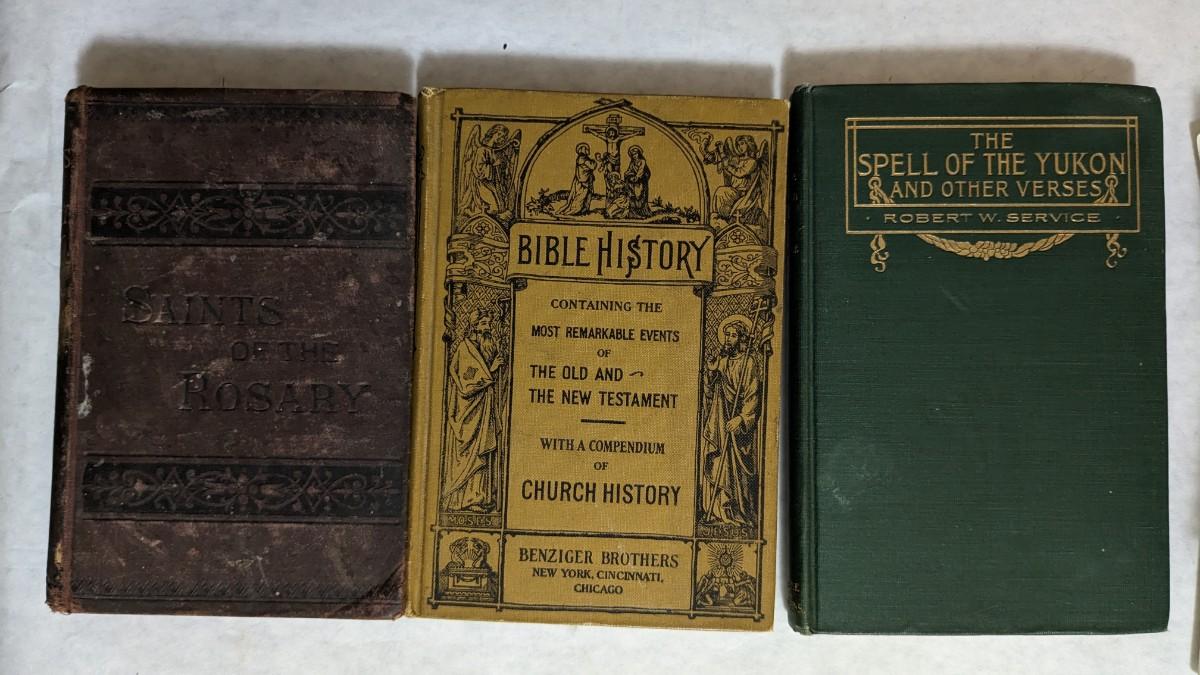 SAINTS
OF THE
ROSARY
BIBLE HISTORY
CONTAINING THE
MOST REMARKABLE EVENTS
OF
THE OLD AND
THE NEW TESTAMENT
WITH A COMPENDIUM
OF
CHURCH HISTORY
MOSES
JESUS
BENZIGER BROTHERS
NEW YORK, CINCINNATI,
CHICAGO
THE
SPELL OF THE YUKON
AND OTHER VERSES
· ROBERT W. SERVICE ·